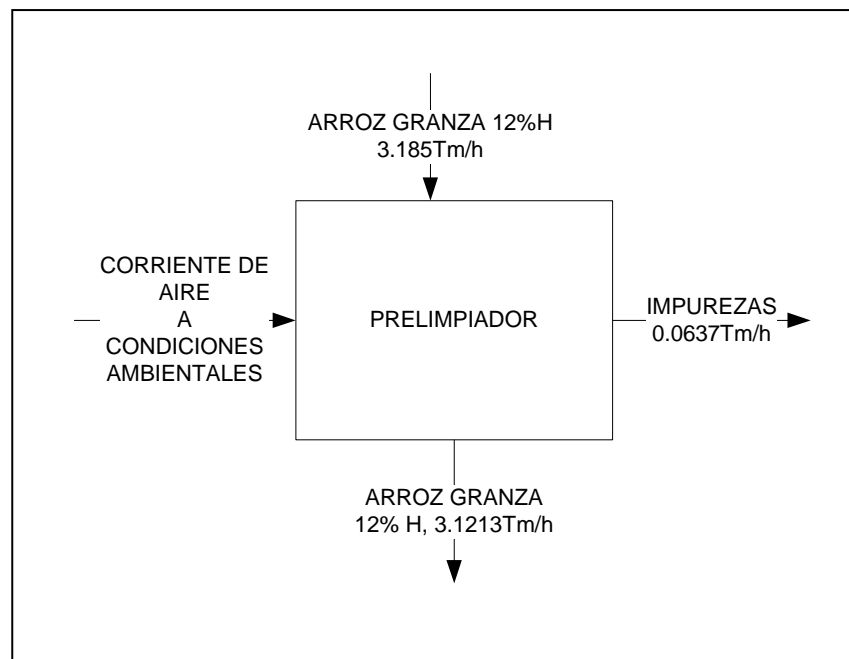 ARROZ GRANZA 12%H
3.185Tm/h
CORRIENTE DE
AIRE
A
CONDICIONES
AMBIENTALES
PRELIMPIADOR
IMPUREZAS
0.0637Tm/h
ARROZ GRANZA
12% H, 3.1213Tm/h